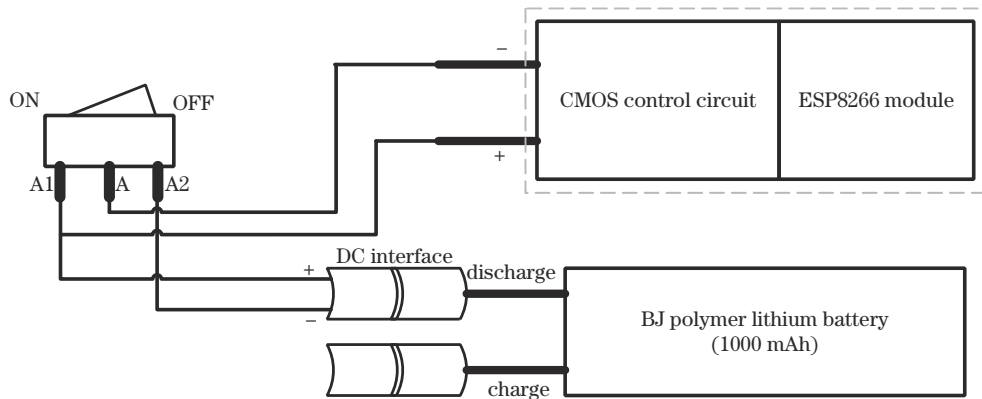 −
ON
OFF
CMOS control circuit
ESP8266 module
+
A1
A
A2
DC interface
+
discharge
−
BJ polymer lithium battery
(1000 mAh)
charge